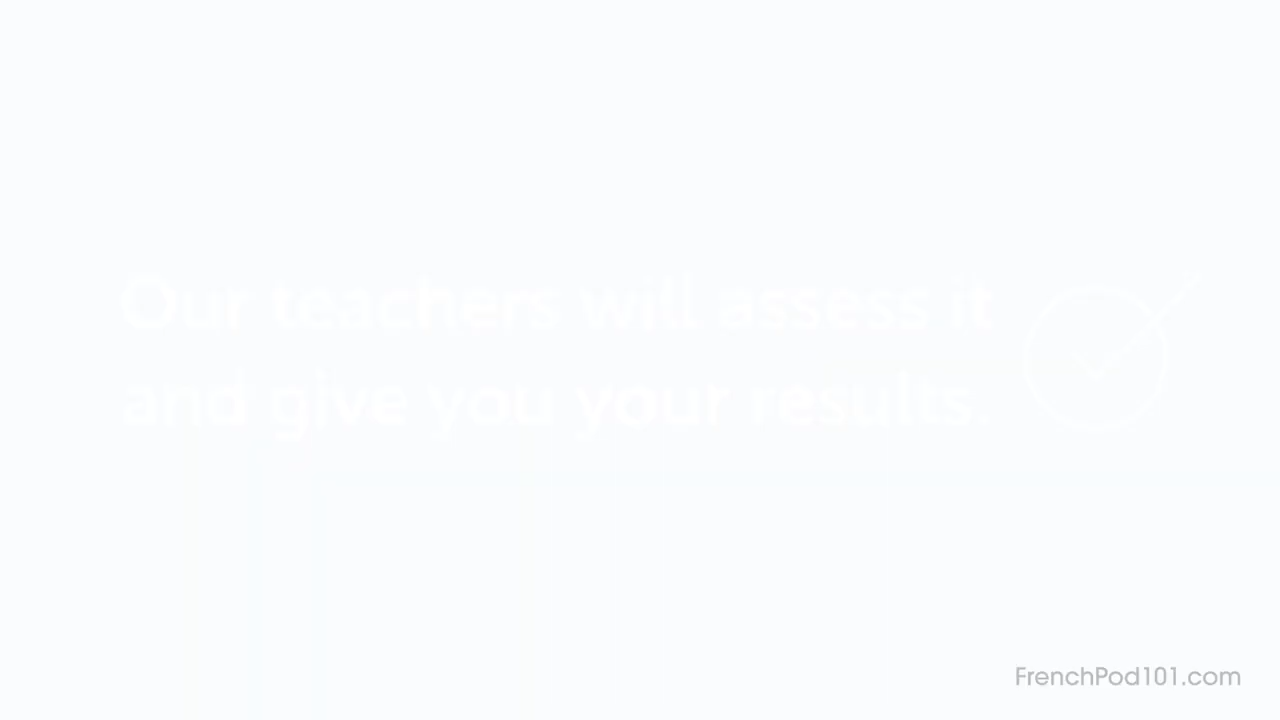 Our teachers will assess it
and give you your results.
FrenchPod101.com